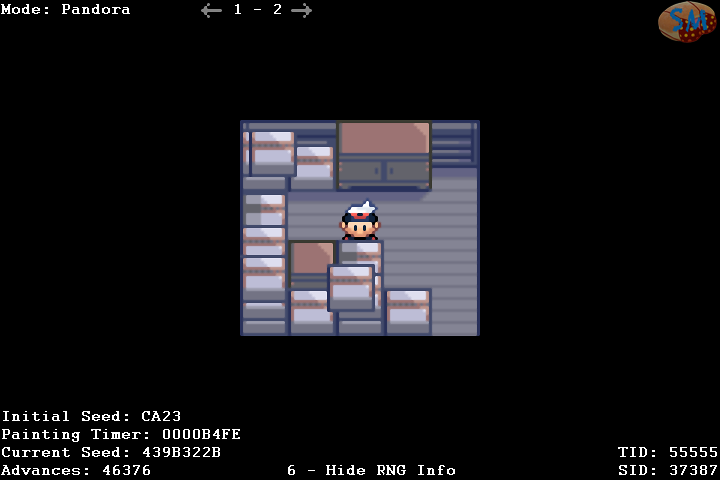 Mode: Pandora
← 1 - 2 →
SM
Initial Seed: CA23
Painting Timer: 0000B4FE
Current Seed: 439B322B
TID: 55555
Advances: 46376
6 - Hide RNG Info
SID: 37387